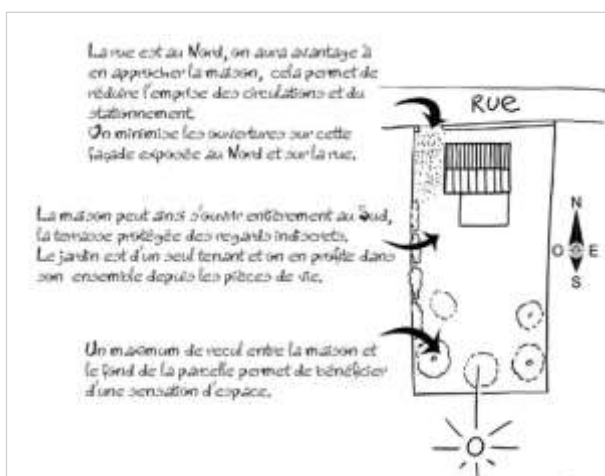 La rue est au Nord, on aura avantage à
en approcher la maison, cela permet de
réduire l'emprise des circulations et du
stationnement.
On minimise les ouvertures sur cette
façade exposée au Nord et sur la rue.
RUE
La maison peut ainsi s'ouvrir entièrement au Sud,
la terrasse protégée des regards indiscrets.
Le jardin est d'un seul tenant et on en profite dans
son ensemble depuis les pièces de vie.
N
O E
S
Un maximum de recul entre la maison et
le fond de la parcelle permet de bénéficier
d'une sensation d'espace.